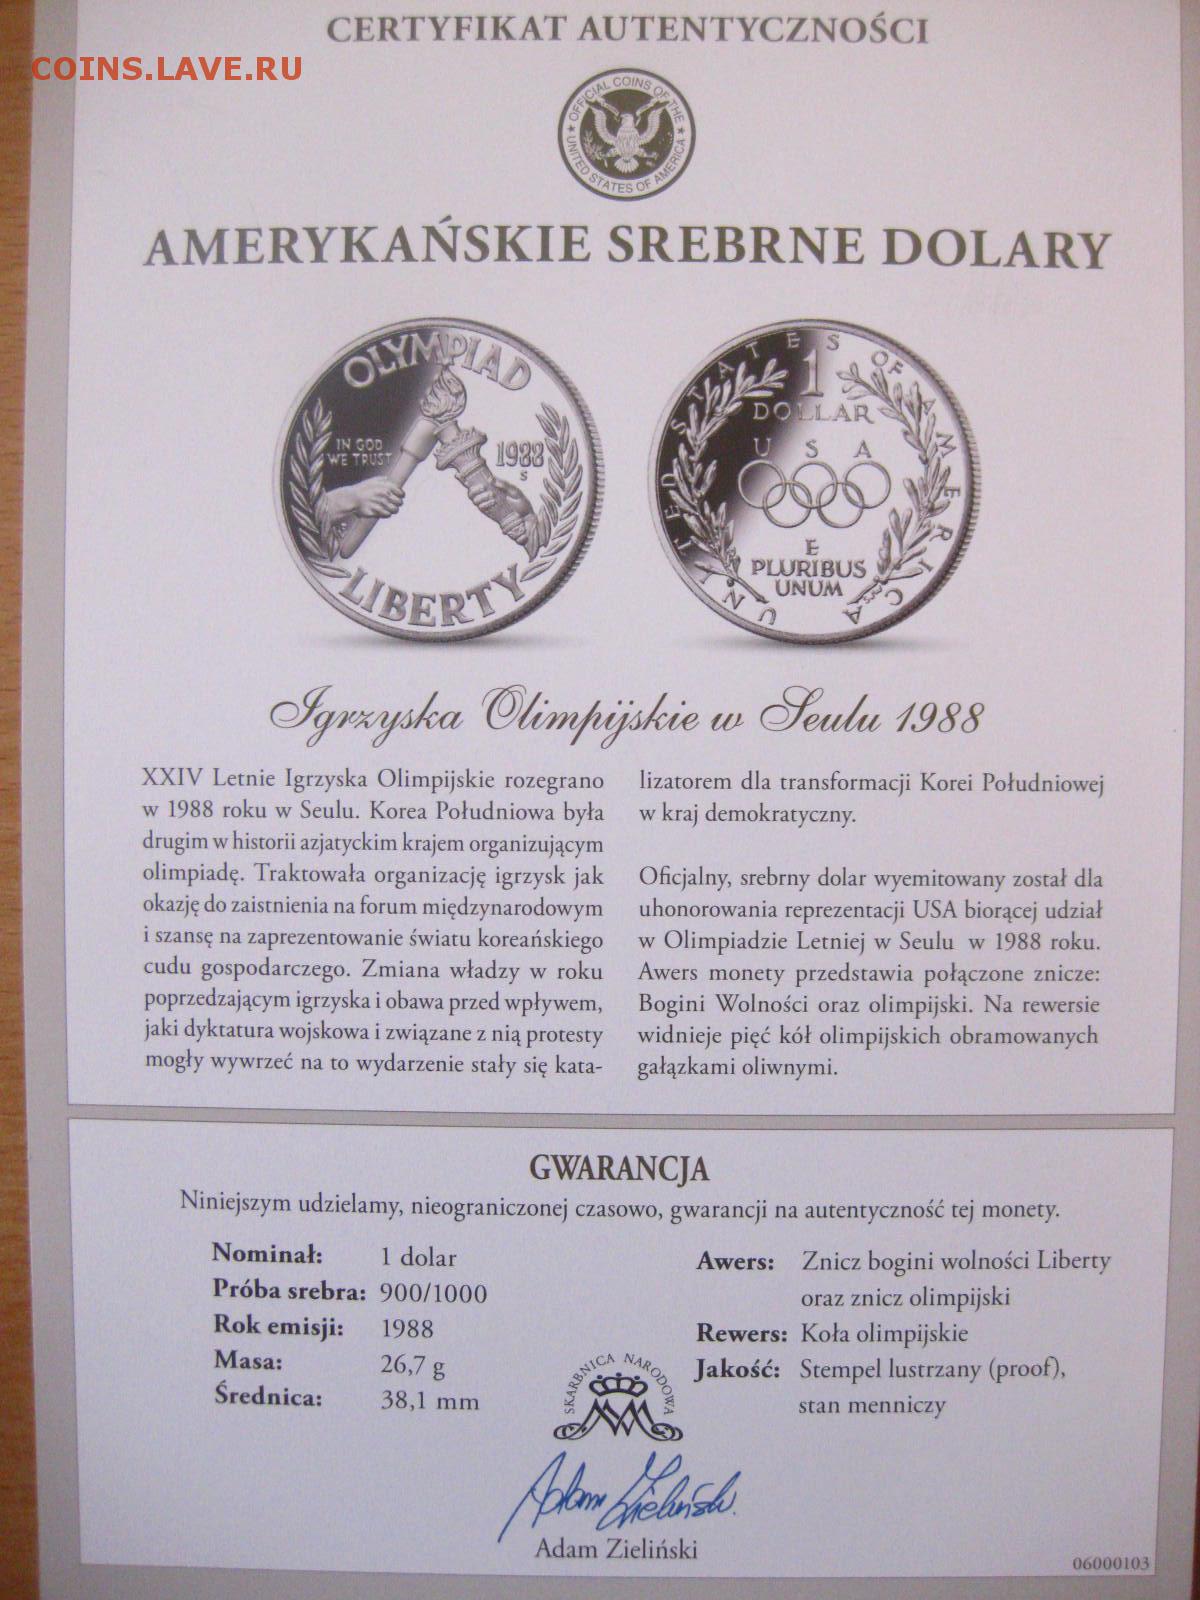 CERTYFIKAT AUTENTYCZNOŚCI
COINS.LAVE.RU
OFFICIAL COINS OF THE
UNITED STATES OF AMERICA
AMERYKAŃSKIE SREBRNE DOLARY
OLYMPIAD
IN GOD
WE TRUST
1988
S
LIBERTY
UNITED STATES OF AMERICA
1
DOLLAR
USA
E
PLURIBUS
UNUM
Igrzyska Olimpijskie w Seulu 1988
XXIV Letnie Igrzyska Olimpijskie rozegrano
w 1988 roku w Seulu. Korea Południowa była
drugim w historii azjatyckim krajem organizującym
olimpiadę. Traktowała organizację igrzysk jak
okazję do zaistnienia na forum międzynarodowym
i szansę na zaprezentowanie światu koreańskiego
cudu gospodarczego. Zmiana władzy w roku
poprzedzającym igrzyska i obawa przed wpływem,
jaki dyktatura wojskowa i związane z nią protesty
mogły wywrzeć na to wydarzenie stały się kata-
lizatorem dla transformacji Korei Południowej
w kraj demokratyczny.
Oficjalny, srebrny dolar wyemitowany został dla
uhonorowania reprezentacji USA biorącej udział
w Olimpiadzie Letniej w Seulu w 1988 roku.
Awers monety przedstawia połączone znicze:
Bogini Wolności oraz olimpijski. Na rewersie
widnieje pięć kół olimpijskich obramowanych
gałązkami oliwnymi.
GWARANCJA
Niniejszym udzielamy, nieograniczonej czasowo, gwarancji na autentyczność tej monety.
Nominał: 1 dolar
Próba srebra: 900/1000
Rok emisji: 1988
Masa: 26,7 g
Średnica: 38,1 mm
Awers: Znicz bogini wolności Liberty
oraz znicz olimpijski
Rewers: Koła olimpijskie
Jakość: Stempel lustrzany (proof),
stan menniczy
SKARBNICA NARODOWA
Adam Zieliński
Adam Zieliński
06000103